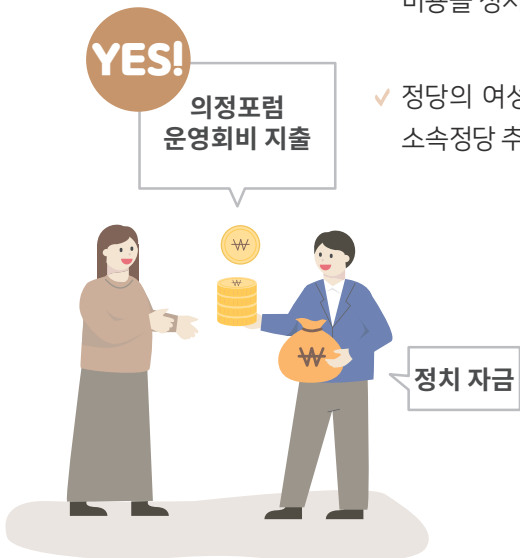 YES!
의정포럼
운영회비 지출
✓ 정당의 여성
소속정당 추
₩
₩
₩
정치 자금